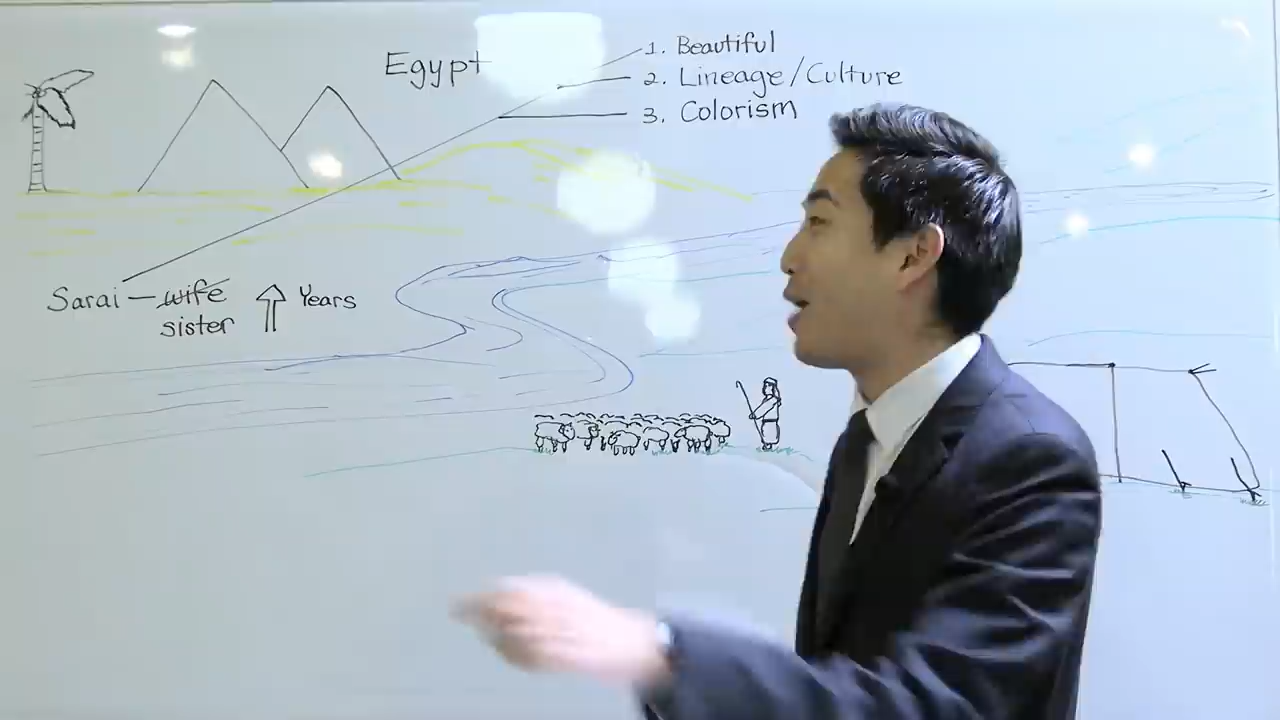 Egypt
1. Beautiful
2. Lineage/Culture
3. Colorism
Sarai — wife ⇧ Years
sister